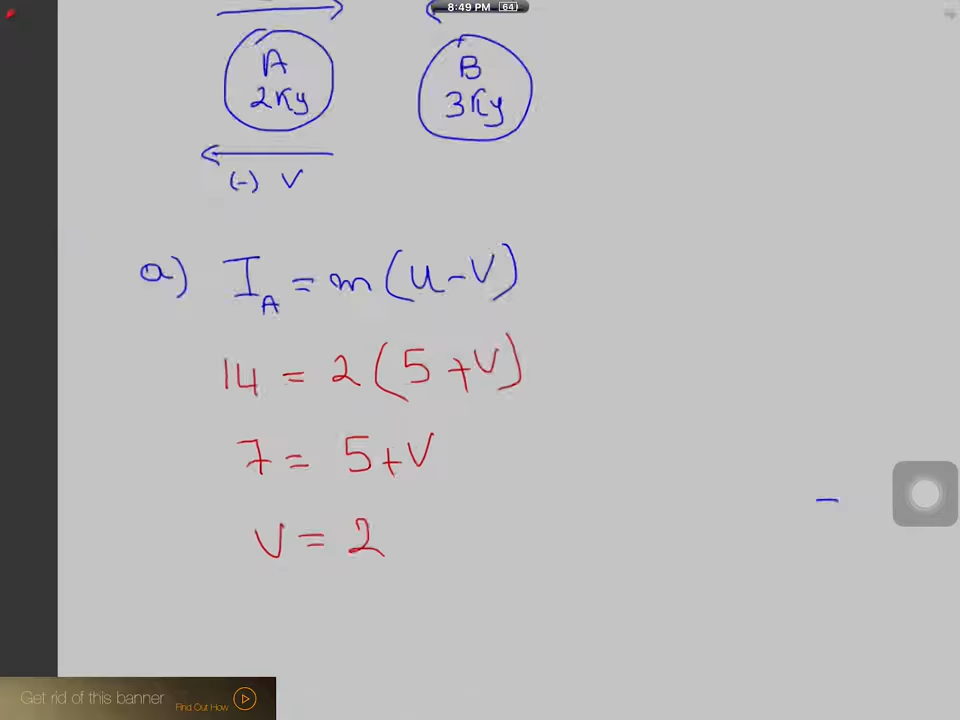 8:49 PM 64
A
2Kg
B
3Kg
(-) V
a) I_A = m(u-V)
14 = 2(5+V)
7 = 5+V
V = 2
Get rid of this banner
Find Out How